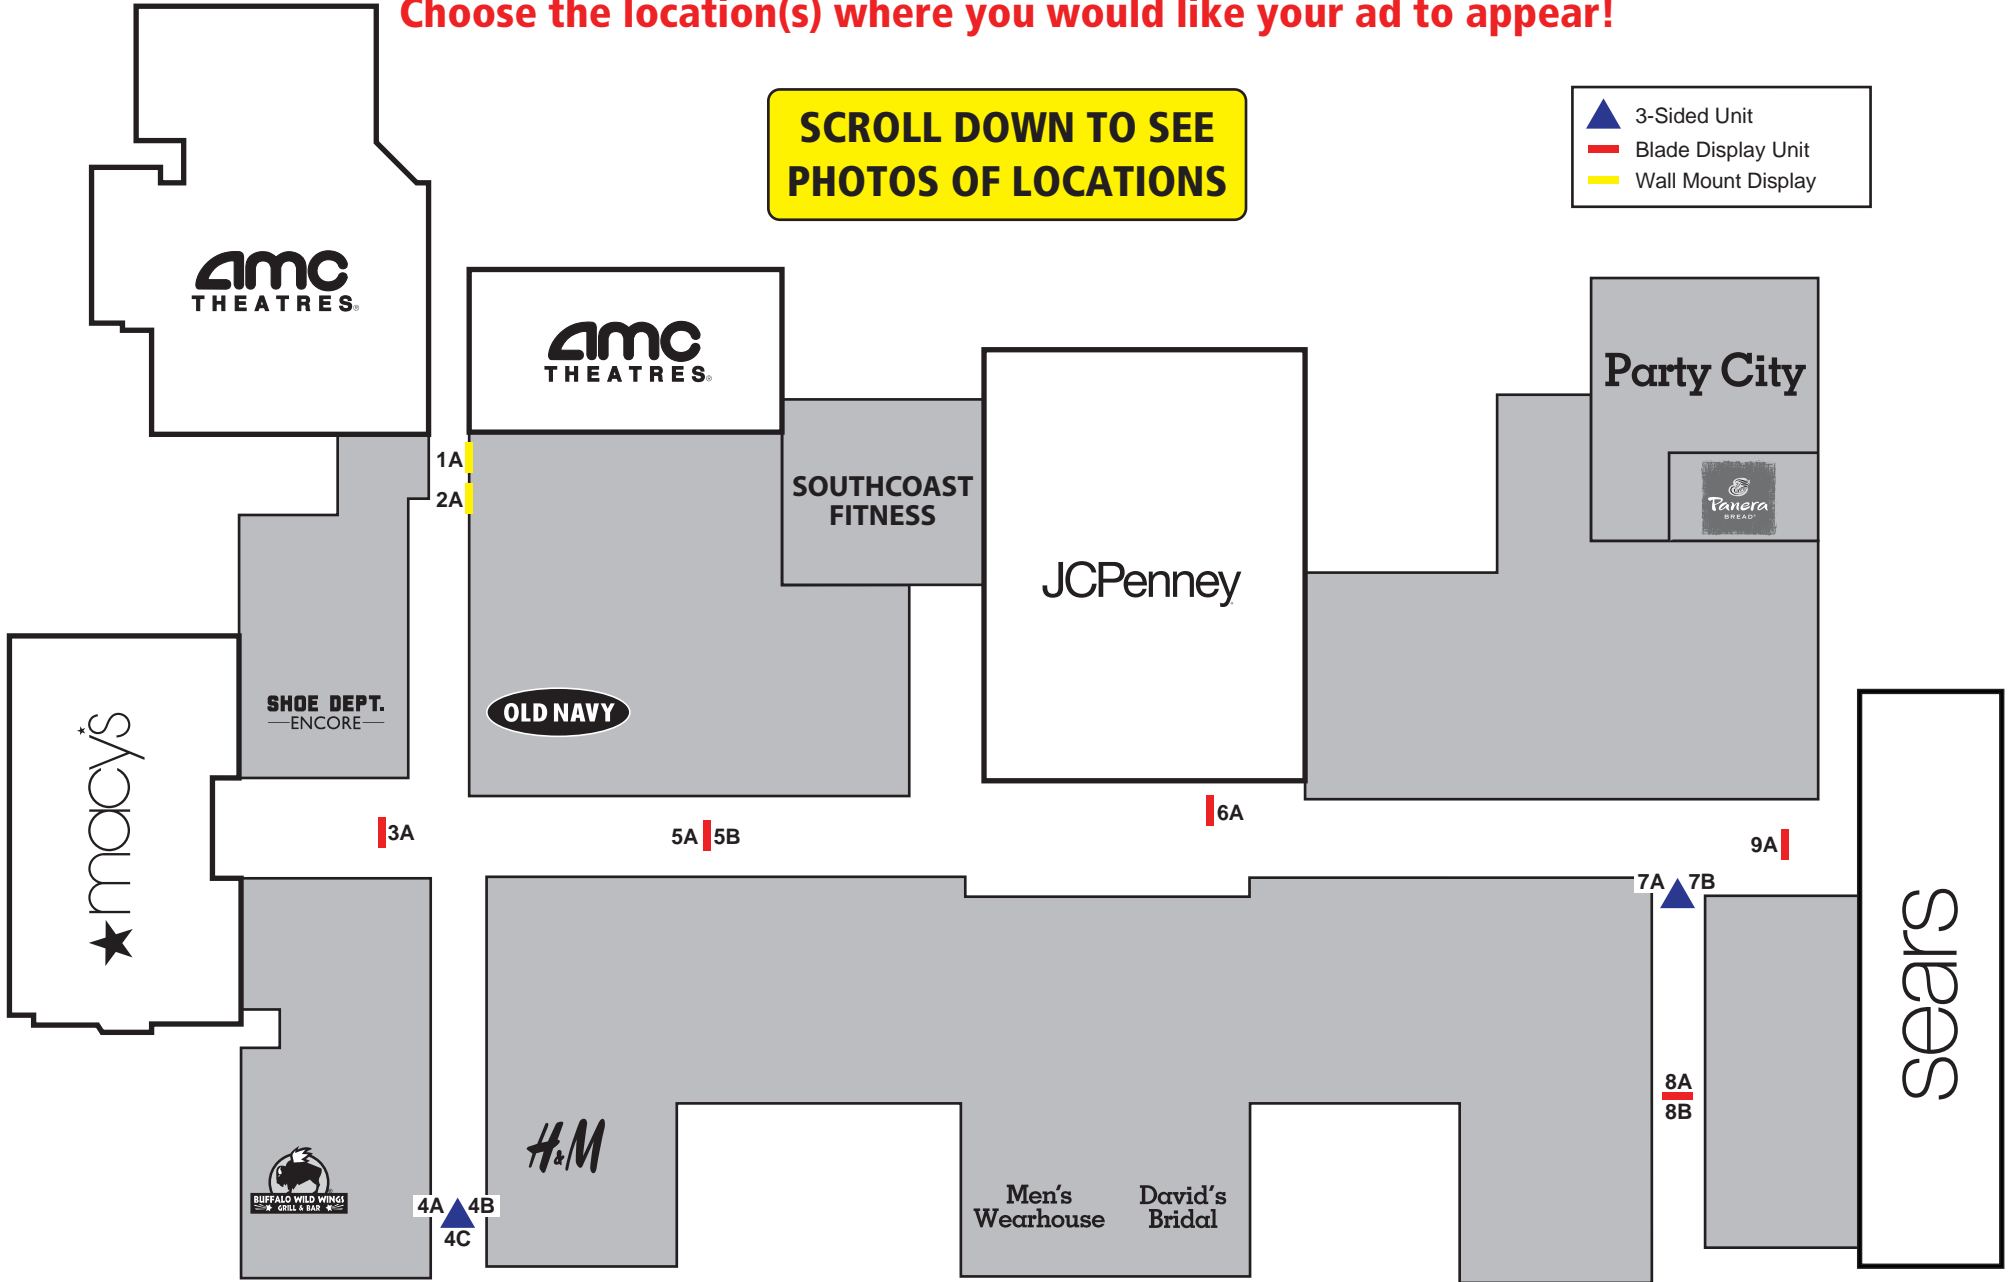 Choose the location(s) where you would like your ad to appear!
SCROLL DOWN TO SEE
PHOTOS OF LOCATIONS
3-Sided Unit
Blade Display Unit
Wall Mount Display
amc
THEATRES®
amc
THEATRES®
Party City
1A
2A
SOUTHCOAST
FITNESS
Panera
BREAD®
JCPenney
SHOE DEPT.
ENCORE
OLD NAVY
macy's
3A
5A
5B
6A
9A
7A
7B
sears
8A
8B
H&M
BUFFALO WILD WINGS
GRILL & BAR
4A
4B
4C
Men's
Wearhouse
David's
Bridal